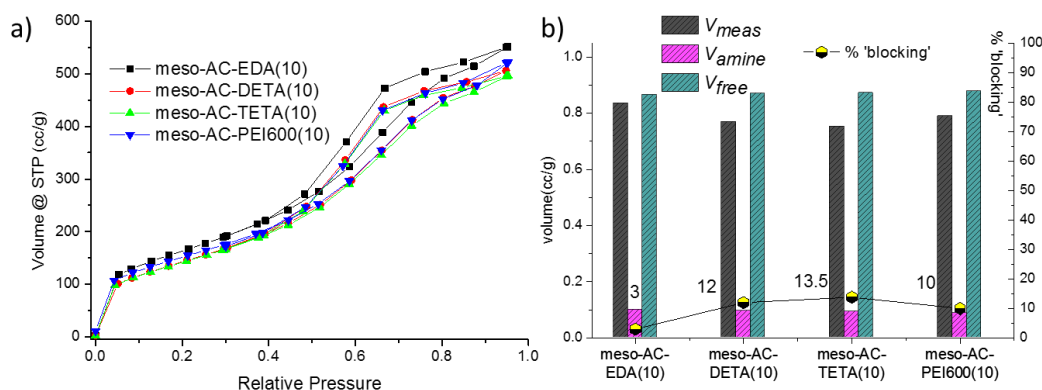 a)
Volume @ STP (cc/g)
600
500
400
300
200
100
0
meso-AC-EDA(10)
meso-AC-DETA(10)
meso-AC-TETA(10)
meso-AC-PEI600(10)
0.0 0.2 0.4 0.6 0.8 1.0
Relative Pressure
b)
V_meas
V_amine
V_free
% 'blocking'
volume(cc/g)
1.0
0.8
0.6
0.4
0.2
0.0
3
12
13.5
10
100
90
80
70
60
50
40
30
20
10
0
% 'blocking'
meso-AC- meso-AC- meso-AC- meso-AC-
EDA(10) DETA(10) TETA(10) PEI600(10)